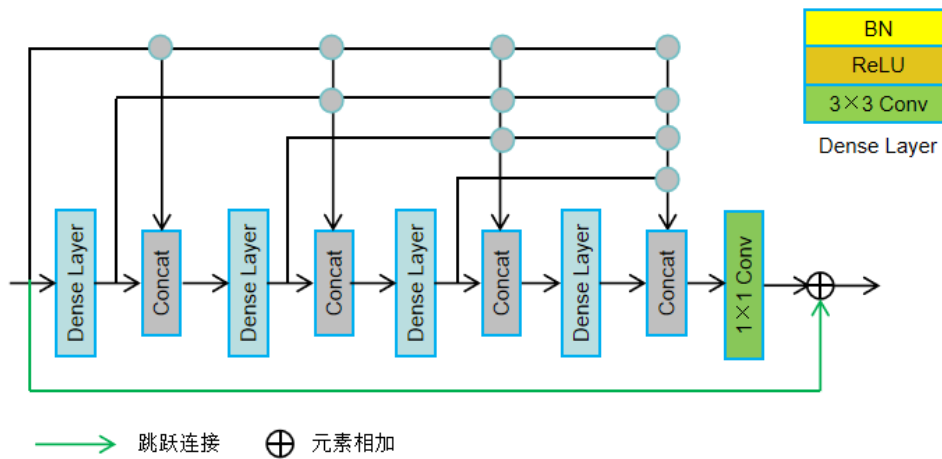 BN
ReLU
3×3 Conv
Dense Layer
Dense Layer
Concat
Dense Layer
Concat
Dense Layer
Concat
Dense Layer
Concat
1×1 Conv
跳跃连接
元素相加